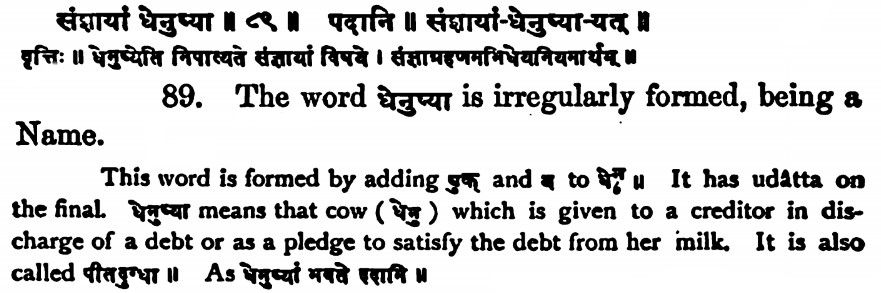 संज्ञायां धेनुष्या ॥ ८९ ॥ पदानि ॥ संज्ञायां-धेनुष्या-यत् ॥
वृत्तिः ॥ धेनुष्येति निपात्यते संज्ञायां विषये । संज्ञाग्रहणमभिधेयनियमार्थम् ॥
89. The word धेनुष्या is irregularly formed, being a
Name.
This word is formed by adding षुक् and य to धेनु ॥ It has udâtta on
the final. धेनुष्या means that cow ( धेनु ) which is given to a creditor in dis-
charge of a debt or as a pledge to satisfy the debt from her milk. It is also
called पीतदुग्धा ॥ As धेनुष्यां भवते ददामि ॥